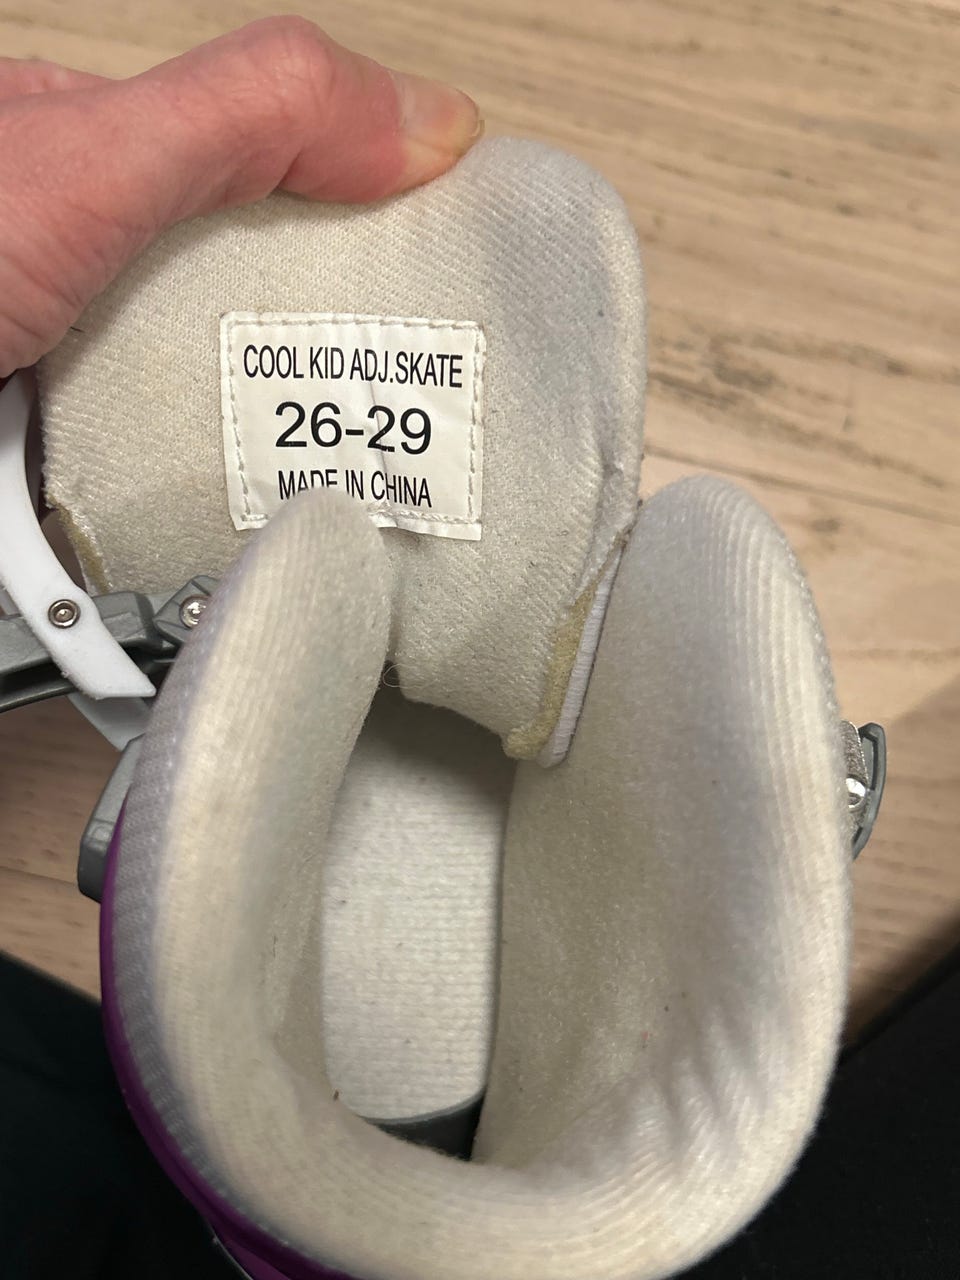 COOL KID ADJ.SKATE
26-29
MADE IN CHINA